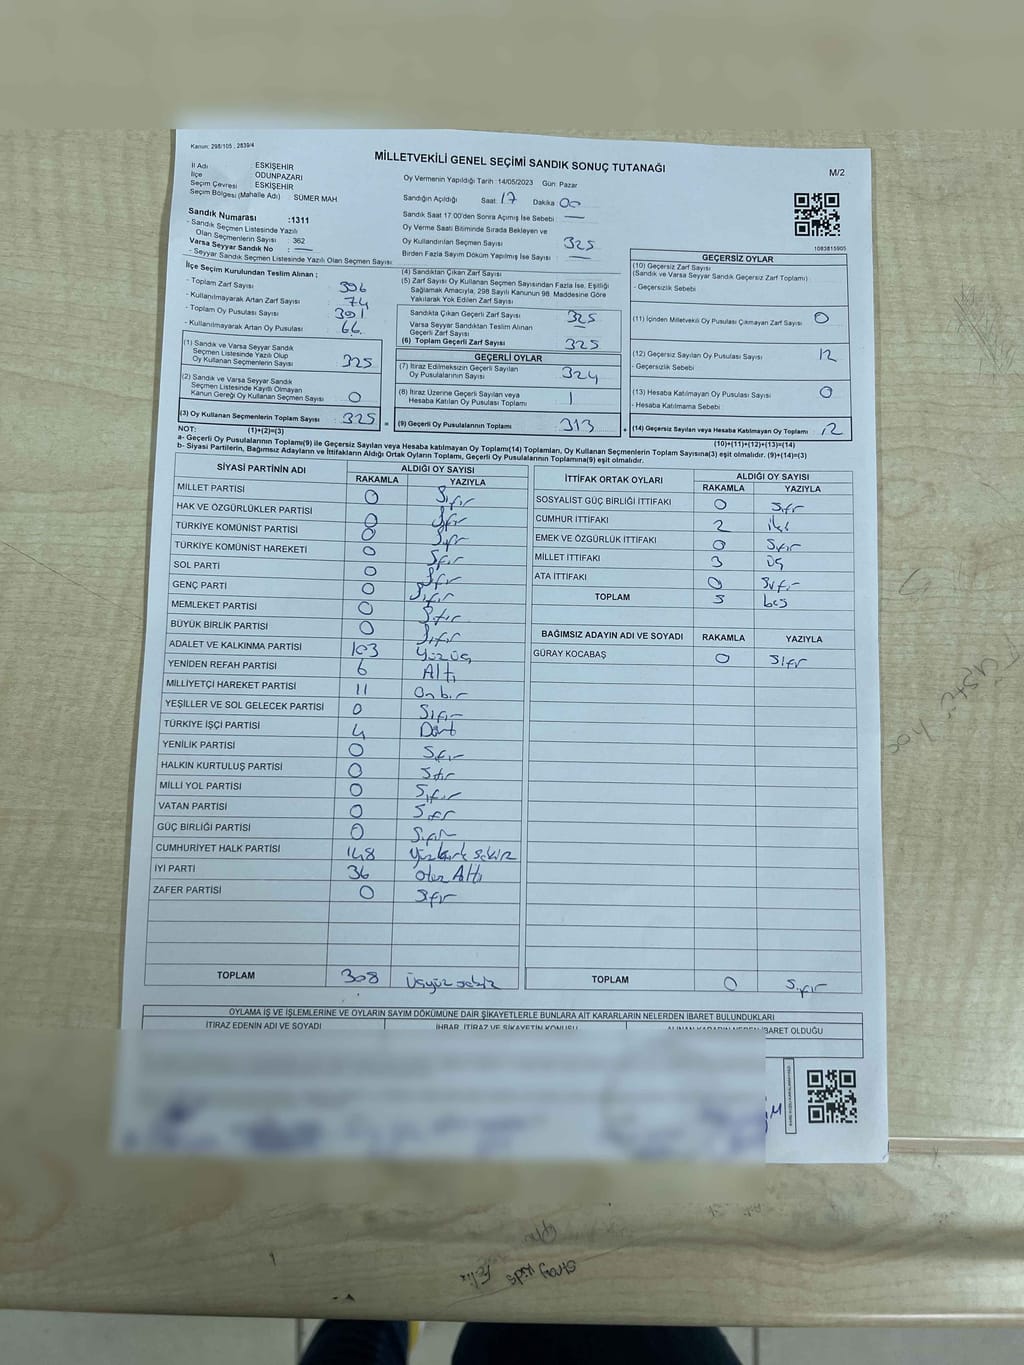 Kanun: 298/105 , 2839/4
MİLLETVEKİLİ GENEL SEÇİMİ SANDIK SONUÇ TUTANAĞI
M/2
İl Adı : ESKİŞEHİR
İlçe : ODUNPAZARI
Seçim Çevresi : ESKİŞEHİR
Seçim Bölgesi (Mahalle Adı) : SÜMER MAH
Oy Vermenin Yapıldığı Tarih :14/05/2023 Gün: Pazar
Sandığın Açıldığı Saat: 17 Dakika : 00
Sandık Saat 17.00'den Sonra Açılmış İse Sebebi : —
Oy Verme Saati Bitiminde Sırada Bekleyen ve
Oy Kullandırılan Seçmen Sayısı : 325
Birden Fazla Sayım Döküm Yapılmış İse Sayısı : —
1083815905
Sandık Numarası :1311
- Sandık Seçmen Listesinde Yazılı
Olan Seçmenlerin Sayısı : 362
Varsa Seyyar Sandık No : —
- Seyyar Sandık Seçmen Listesinde Yazılı Olan Seçmen Sayısı:
İlçe Seçim Kurulundan Teslim Alınan ;
- Toplam Zarf Sayısı : 396
- Kullanılmayarak Artan Zarf Sayısı : 74
- Toplam Oy Pusulası Sayısı : 391
- Kullanılmayarak Artan Oy Pusulası : 66
(1) Sandık ve Varsa Seyyar Sandık
Seçmen Listesinde Yazılı Olup
Oy Kullanan Seçmenlerin Sayısı : 325
(2) Sandık ve Varsa Seyyar Sandık
Seçmen Listesinde Kayıtlı Olmayan
Kanun Gereği Oy Kullanan Seçmen Sayısı : 0
(3) Oy Kullanan Seçmenlerin Toplam Sayısı : 325 =
(4) Sandıktan Çıkan Zarf Sayısı :
(5) Zarf Sayısı Oy Kullanan Seçmen Sayısından Fazla İse, Eşitliği
Sağlamak Amacıyla, 298 Sayılı Kanunun 98. Maddesine Göre
Yakılarak Yok Edilen Zarf Sayısı :
Sandıkta Çıkan Geçerli Zarf Sayısı : 325
Varsa Seyyar Sandıktan Teslim Alınan
Geçerli Zarf Sayısı : —
(6) Toplam Geçerli Zarf Sayısı : 325
GEÇERLİ OYLAR
(7) İtiraz Edilmeksizin Geçerli Sayılan
Oy Pusulalarının Sayısı : 324
(8) İtiraz Üzerine Geçerli Sayılan veya
Hesaba Katılan Oy Pusulası Toplamı : 1
(9) Geçerli Oy Pusulalarının Toplamı : 313 +
GEÇERSİZ OYLAR
(10) Geçersiz Zarf Sayısı :
(Sandık ve Varsa Seyyar Sandık Geçersiz Zarf Toplamı)
- Geçersizlik Sebebi :
(11) İçinden Milletvekili Oy Pusulası Çıkmayan Zarf Sayısı : 0
(12) Geçersiz Sayılan Oy Pusulası Sayısı : 12
- Geçersizlik Sebebi :
(13) Hesaba Katılmayan Oy Pusulası Sayısı : 0
- Hesaba Katılmama Sebebi :
(14) Geçersiz Sayılan veya Hesaba Katılmayan Oy Toplamı : 12
NOT: (1)+(2)=(3)
(10)+(11)+(12)+(13)=(14)
a- Geçerli Oy Pusulalarının Toplamı(9) ile Geçersiz Sayılan veya Hesaba katılmayan Oy Toplamı(14) Toplamları, Oy Kullanan Seçmenlerin Toplam Sayısına(3) eşit olmalıdır. (9)+(14)=(3)
b- Siyasi Partilerin, Bağımsız Adayların ve İttifakların Aldığı Ortak Oyların Toplamı, Geçerli Oy Pusulalarının Toplamına(9) eşit olmalıdır.
SİYASİ PARTİNİN ADI ALDIĞI OY SAYISI
RAKAMLA YAZIYLA
MİLLET PARTİSİ 0 Sıfır
HAK VE ÖZGÜRLÜKLER PARTİSİ 0 Sıfır
TÜRKİYE KOMÜNİST PARTİSİ 0 Sıfır
TÜRKİYE KOMÜNİST HAREKETİ 0 Sıfır
SOL PARTİ 0 Sıfır
GENÇ PARTİ 0 Sıfır
MEMLEKET PARTİSİ 0 Sıfır
BÜYÜK BİRLİK PARTİSİ 0 Sıfır
ADALET VE KALKINMA PARTİSİ 103 Yüz üç
YENİDEN REFAH PARTİSİ 6 Altı
MİLLİYETÇİ HAREKET PARTİSİ 11 On bir
YEŞİLLER VE SOL GELECEK PARTİSİ 0 Sıfır
TÜRKİYE İŞÇİ PARTİSİ 4 Dört
YENİLİK PARTİSİ 0 Sıfır
HALKIN KURTULUŞ PARTİSİ 0 Sıfır
MİLLİ YOL PARTİSİ 0 Sıfır
VATAN PARTİSİ 0 Sıfır
GÜÇ BİRLİĞİ PARTİSİ 0 Sıfır
CUMHURİYET HALK PARTİSİ 148 Yüzkırk sekiz
İYİ PARTİ 36 Otuz Altı
ZAFER PARTİSİ 0 Sıfır
TOPLAM 308 Üçyüz sekiz
İTTİFAK ORTAK OYLARI ALDIĞI OY SAYISI
RAKAMLA YAZIYLA
SOSYALİST GÜÇ BİRLİĞİ İTTİFAKI 0 Sıfır
CUMHUR İTTİFAKI 2 iki
EMEK VE ÖZGÜRLÜK İTTİFAKI 0 Sıfır
MİLLET İTTİFAKI 3 üç
ATA İTTİFAKI 0 Sıfır
TOPLAM 5 beş
BAĞIMSIZ ADAYIN ADI VE SOYADI RAKAMLA YAZIYLA
GÜRAY KOCABAŞ 0 Sıfır
TOPLAM 0 Sıfır
OYLAMA İŞ VE İŞLEMLERİNE VE OYLARIN SAYIM DÖKÜMÜNE DAİR ŞİKAYETLERLE BUNLARA AİT KARARLARIN NELERDEN İBARET BULUNDUKLARI
İTİRAZ EDENİN ADI VE SOYADI İHBAR, İTİRAZ VE ŞİKAYETİN KONUSU ALINAN KARARIN NEDEN İBARET OLDUĞU
stray kids Felix